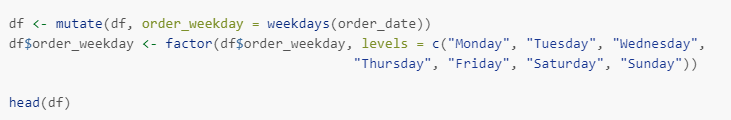 df <- mutate(df, order_weekday = weekdays(order_date))
df$order_weekday <- factor(df$order_weekday, levels = c("Monday", "Tuesday", "Wednesday",
"Thursday", "Friday", "Saturday", "Sunday"))
head(df)